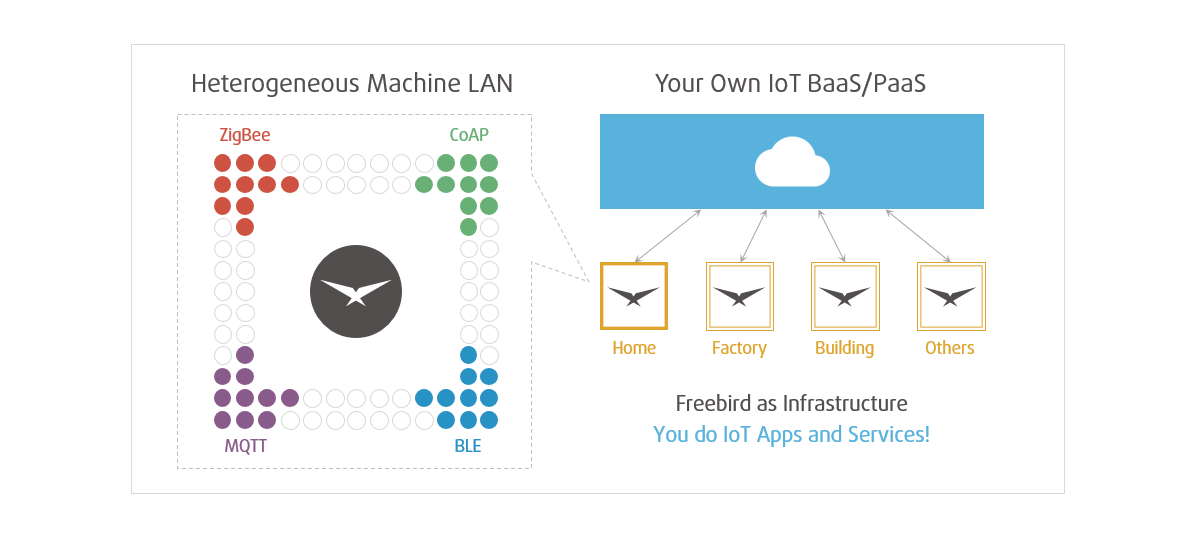 Heterogeneous Machine LAN
ZigBee
CoAP
MQTT
BLE
Your Own IoT BaaS/PaaS
Home
Factory
Building
Others
Freebird as Infrastructure
You do IoT Apps and Services!